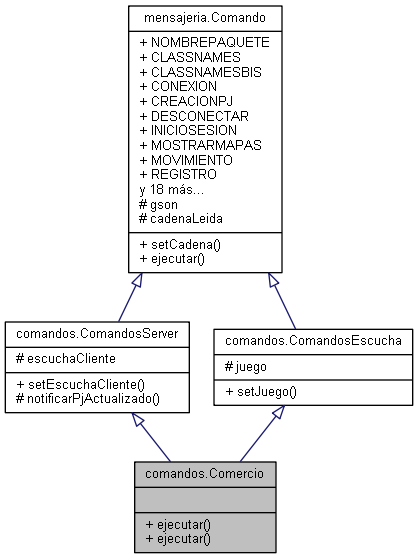 mensajeria.Comando
+ NOMBREPAQUETE
+ CLASSNAMES
+ CLASSNAMESBIS
+ CONEXION
+ CREACIONPJ
+ DESCONECTAR
+ INICIOSESION
+ MOSTRARMAPAS
+ MOVIMIENTO
+ REGISTRO
y 18 más...
# gson
# cadenaLeida
+ setCadena()
+ ejecutar()
comandos.ComandosServer
# escuchaCliente
+ setEscuchaCliente()
# notificarPjActualizado()
comandos.ComandosEscucha
# juego
+ setJuego()
comandos.Comercio
+ ejecutar()
+ ejecutar()